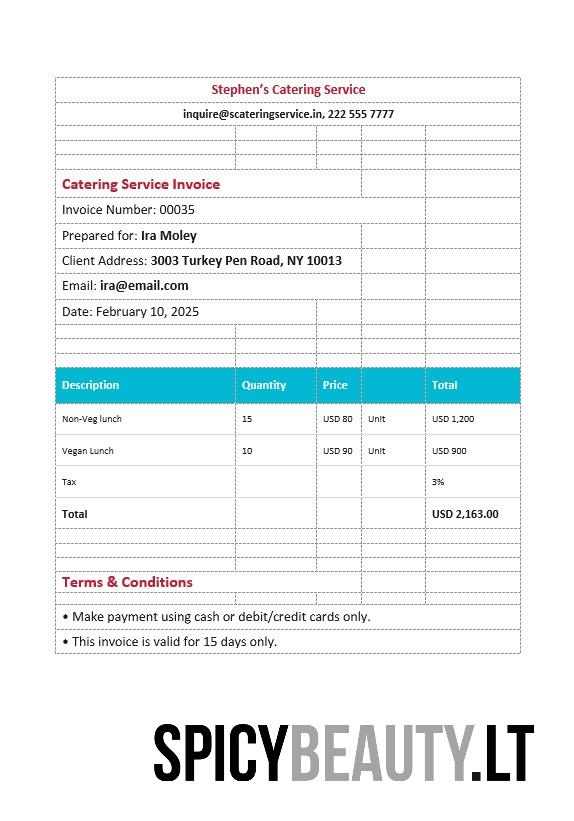 Stephen’s Catering Service
inquire@scateringservice.in, 222 555 7777
Catering Service Invoice
Invoice Number: 00035
Prepared for: Ira Moley
Client Address: 3003 Turkey Pen Road, NY 10013
Email: ira@email.com
Date: February 10, 2025
Description Quantity Price Total
Non-Veg lunch 15 USD 80 Unit USD 1,200
Vegan Lunch 10 USD 90 Unit USD 900
Tax 3%
Total USD 2,163.00
Terms & Conditions
• Make payment using cash or debit/credit cards only.
• This invoice is valid for 15 days only.
SPICYBEAUTY.LT